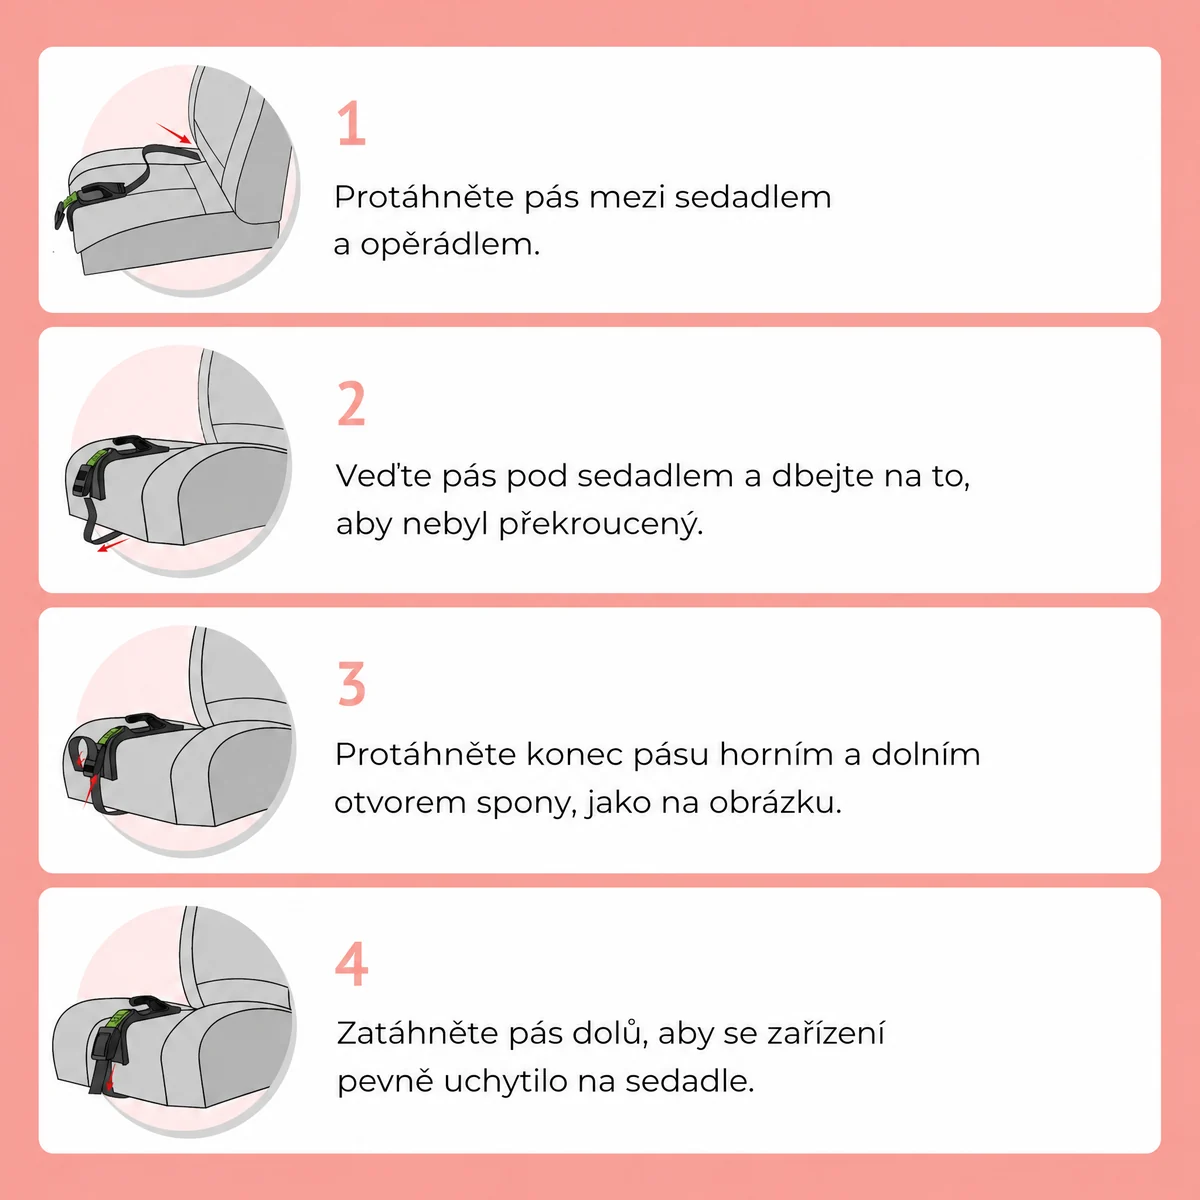 1
Protáhněte pás mezi sedadlem
a opěrádlem.
2
Veďte pás pod sedadlem a dbejte na to,
aby nebyl překroucený.
3
Protáhněte konec pásu horním a dolním
otvorem spony, jako na obrázku.
4
Zatáhněte pás dolů, aby se zařízení
pevně uchytilo na sedadle.